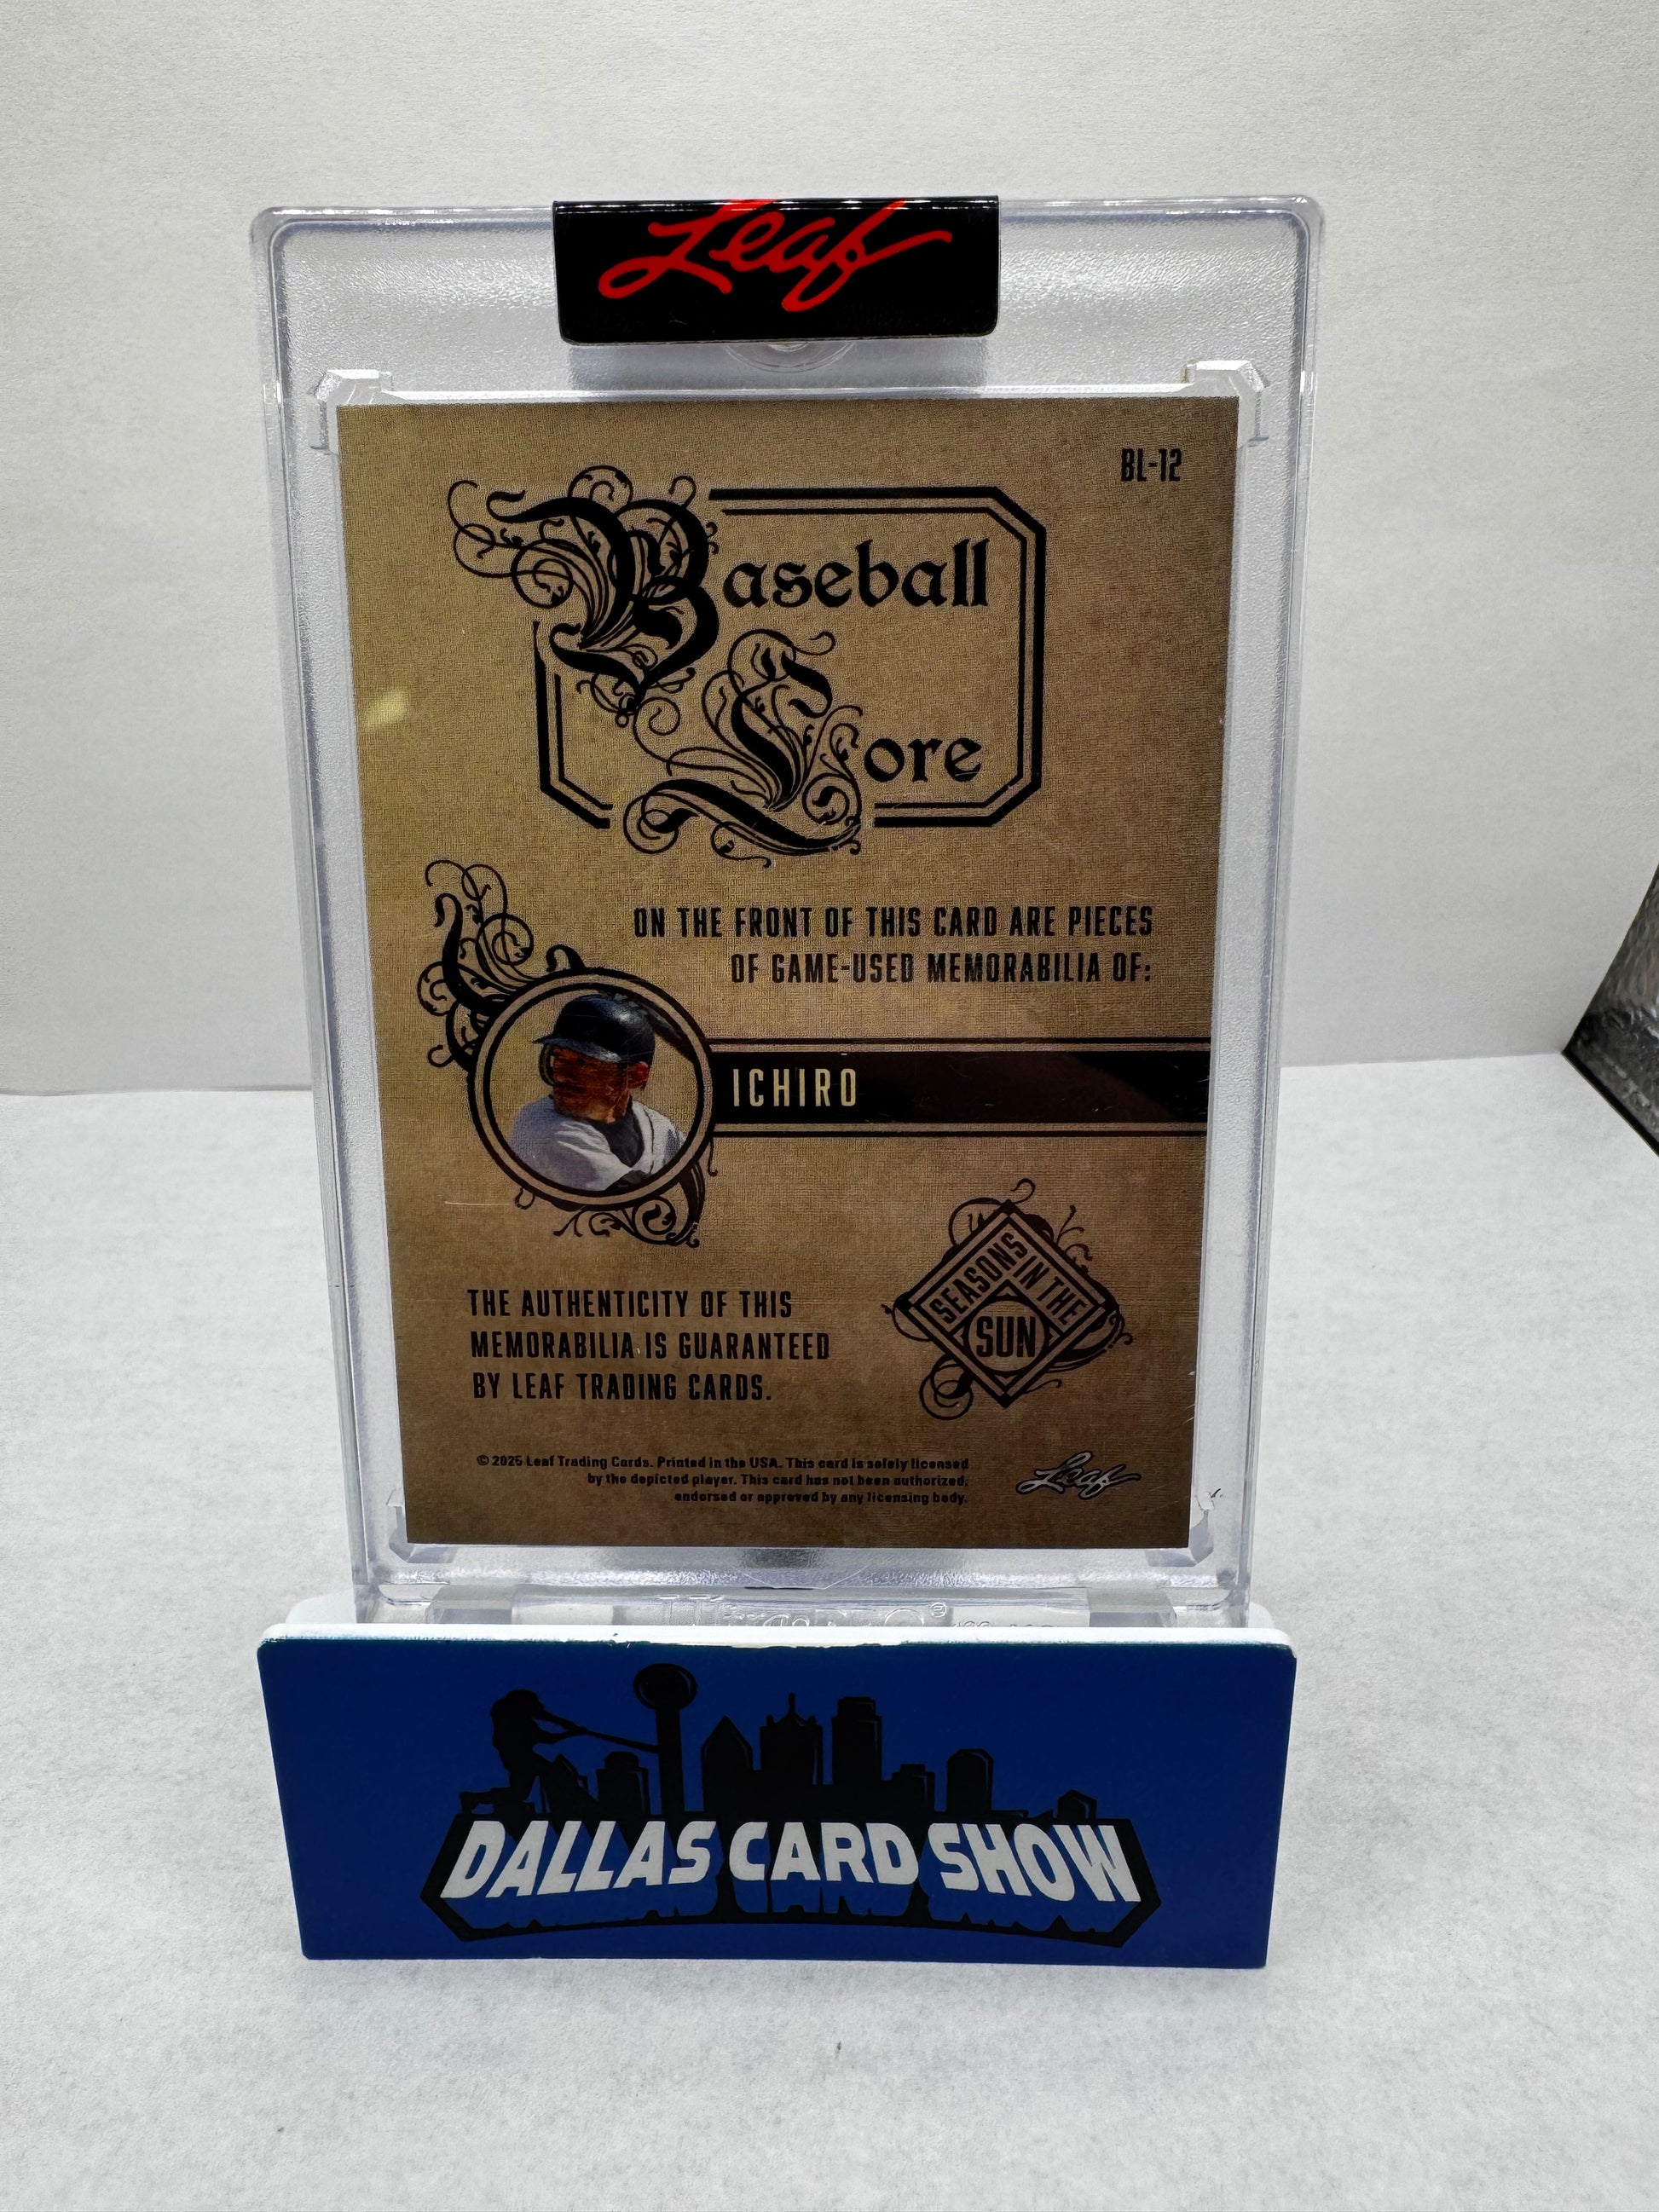 Leaf
BL-12
Baseball
Lore
ON THE FRONT OF THIS CARD ARE PIECES
OF GAME-USED MEMORABILIA OF:
ICHIRO
SEASONS
IN THE
SUN
THE AUTHENTICITY OF THIS
MEMORABILIA IS GUARANTEED
BY LEAF TRADING CARDS.
© 2025 Leaf Trading Cards. Printed in the USA. This card is solely licensed
by the depicted player. This card has not been authorized,
endorsed or approved by any licensing body.
Leaf
DALLAS CARD SHOW